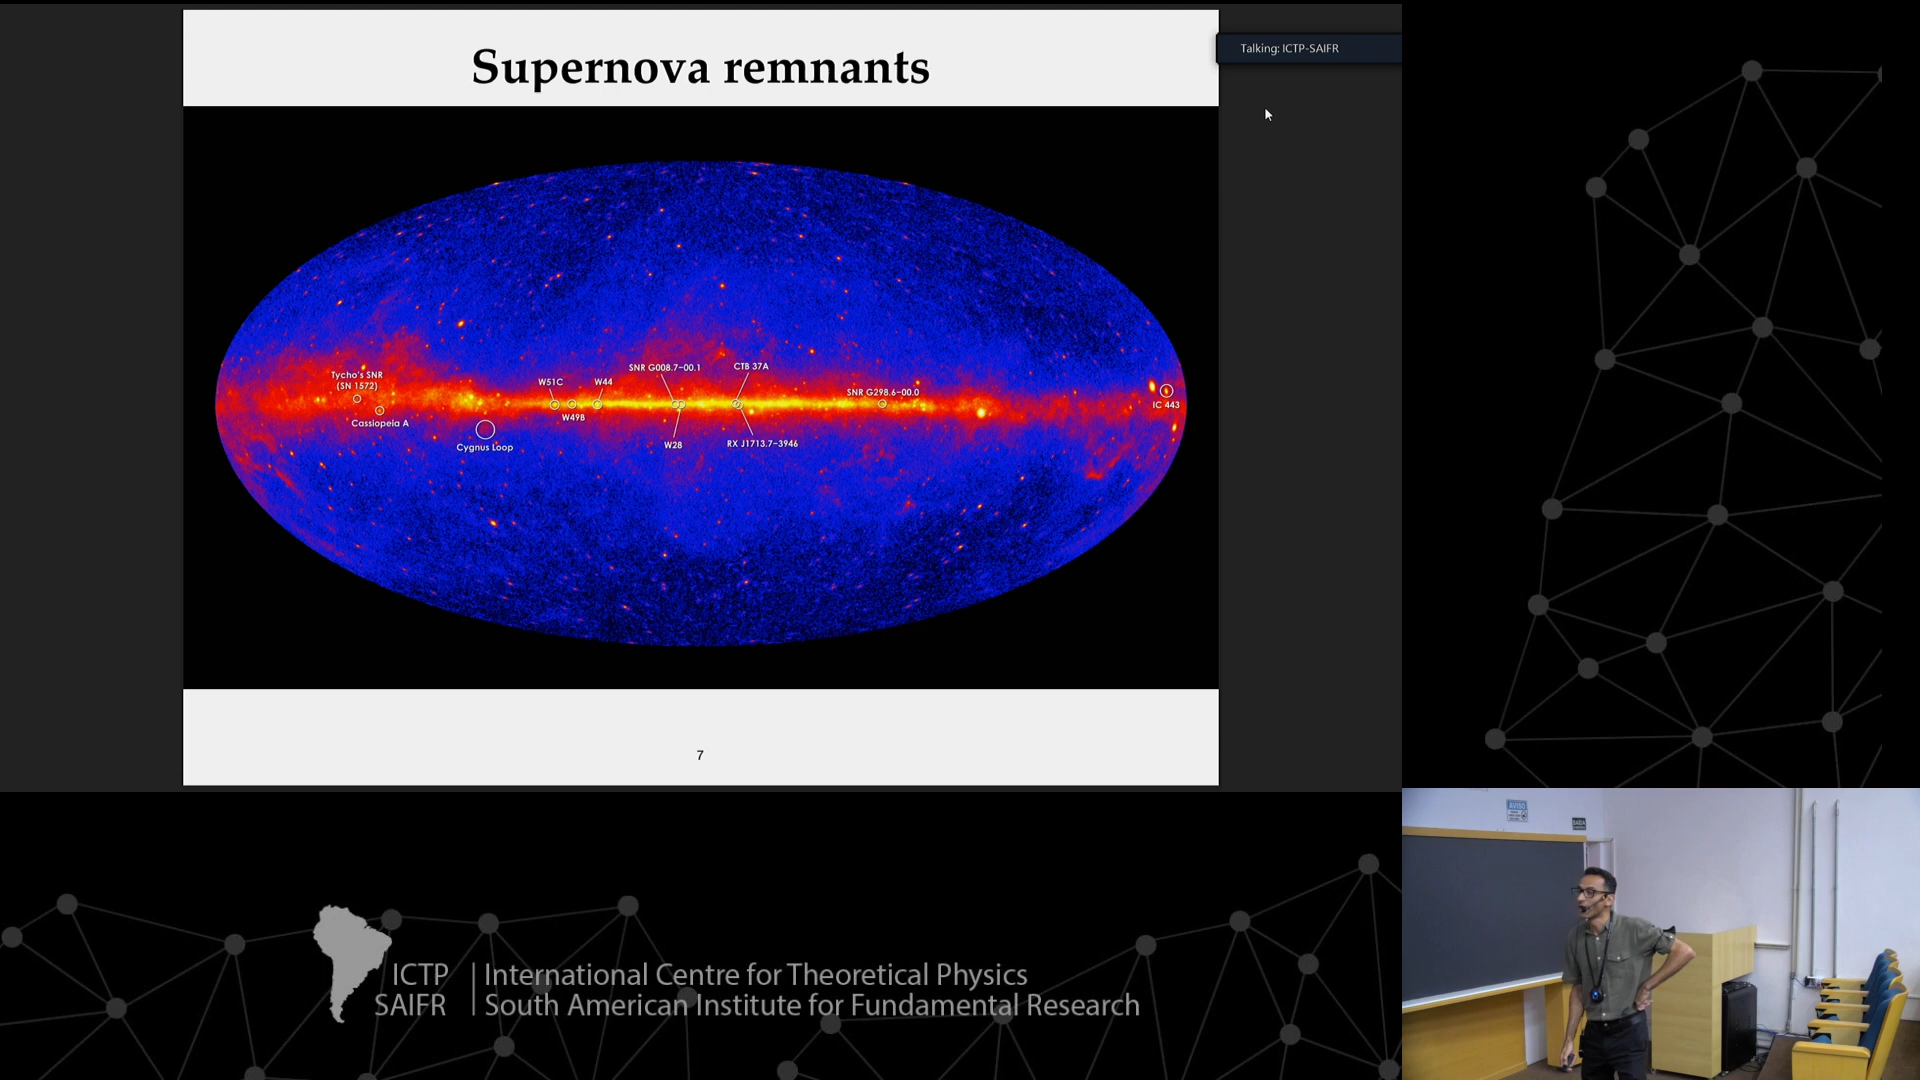 Supernova remnants
Talking: ICTP-SAIFR
SNR G008.7−00.1
CTB 37A
Tycho's SNR
(SN 1572)
W51C
W44
SNR G298.6−00.0
IC 443
Cassiopeia A
W49B
Cygnus Loop
W28
RX J1713.7−3946
7
AVISO
SAIDA
ICTP
SAIFR
International Centre for Theoretical Physics
South American Institute for Fundamental Research